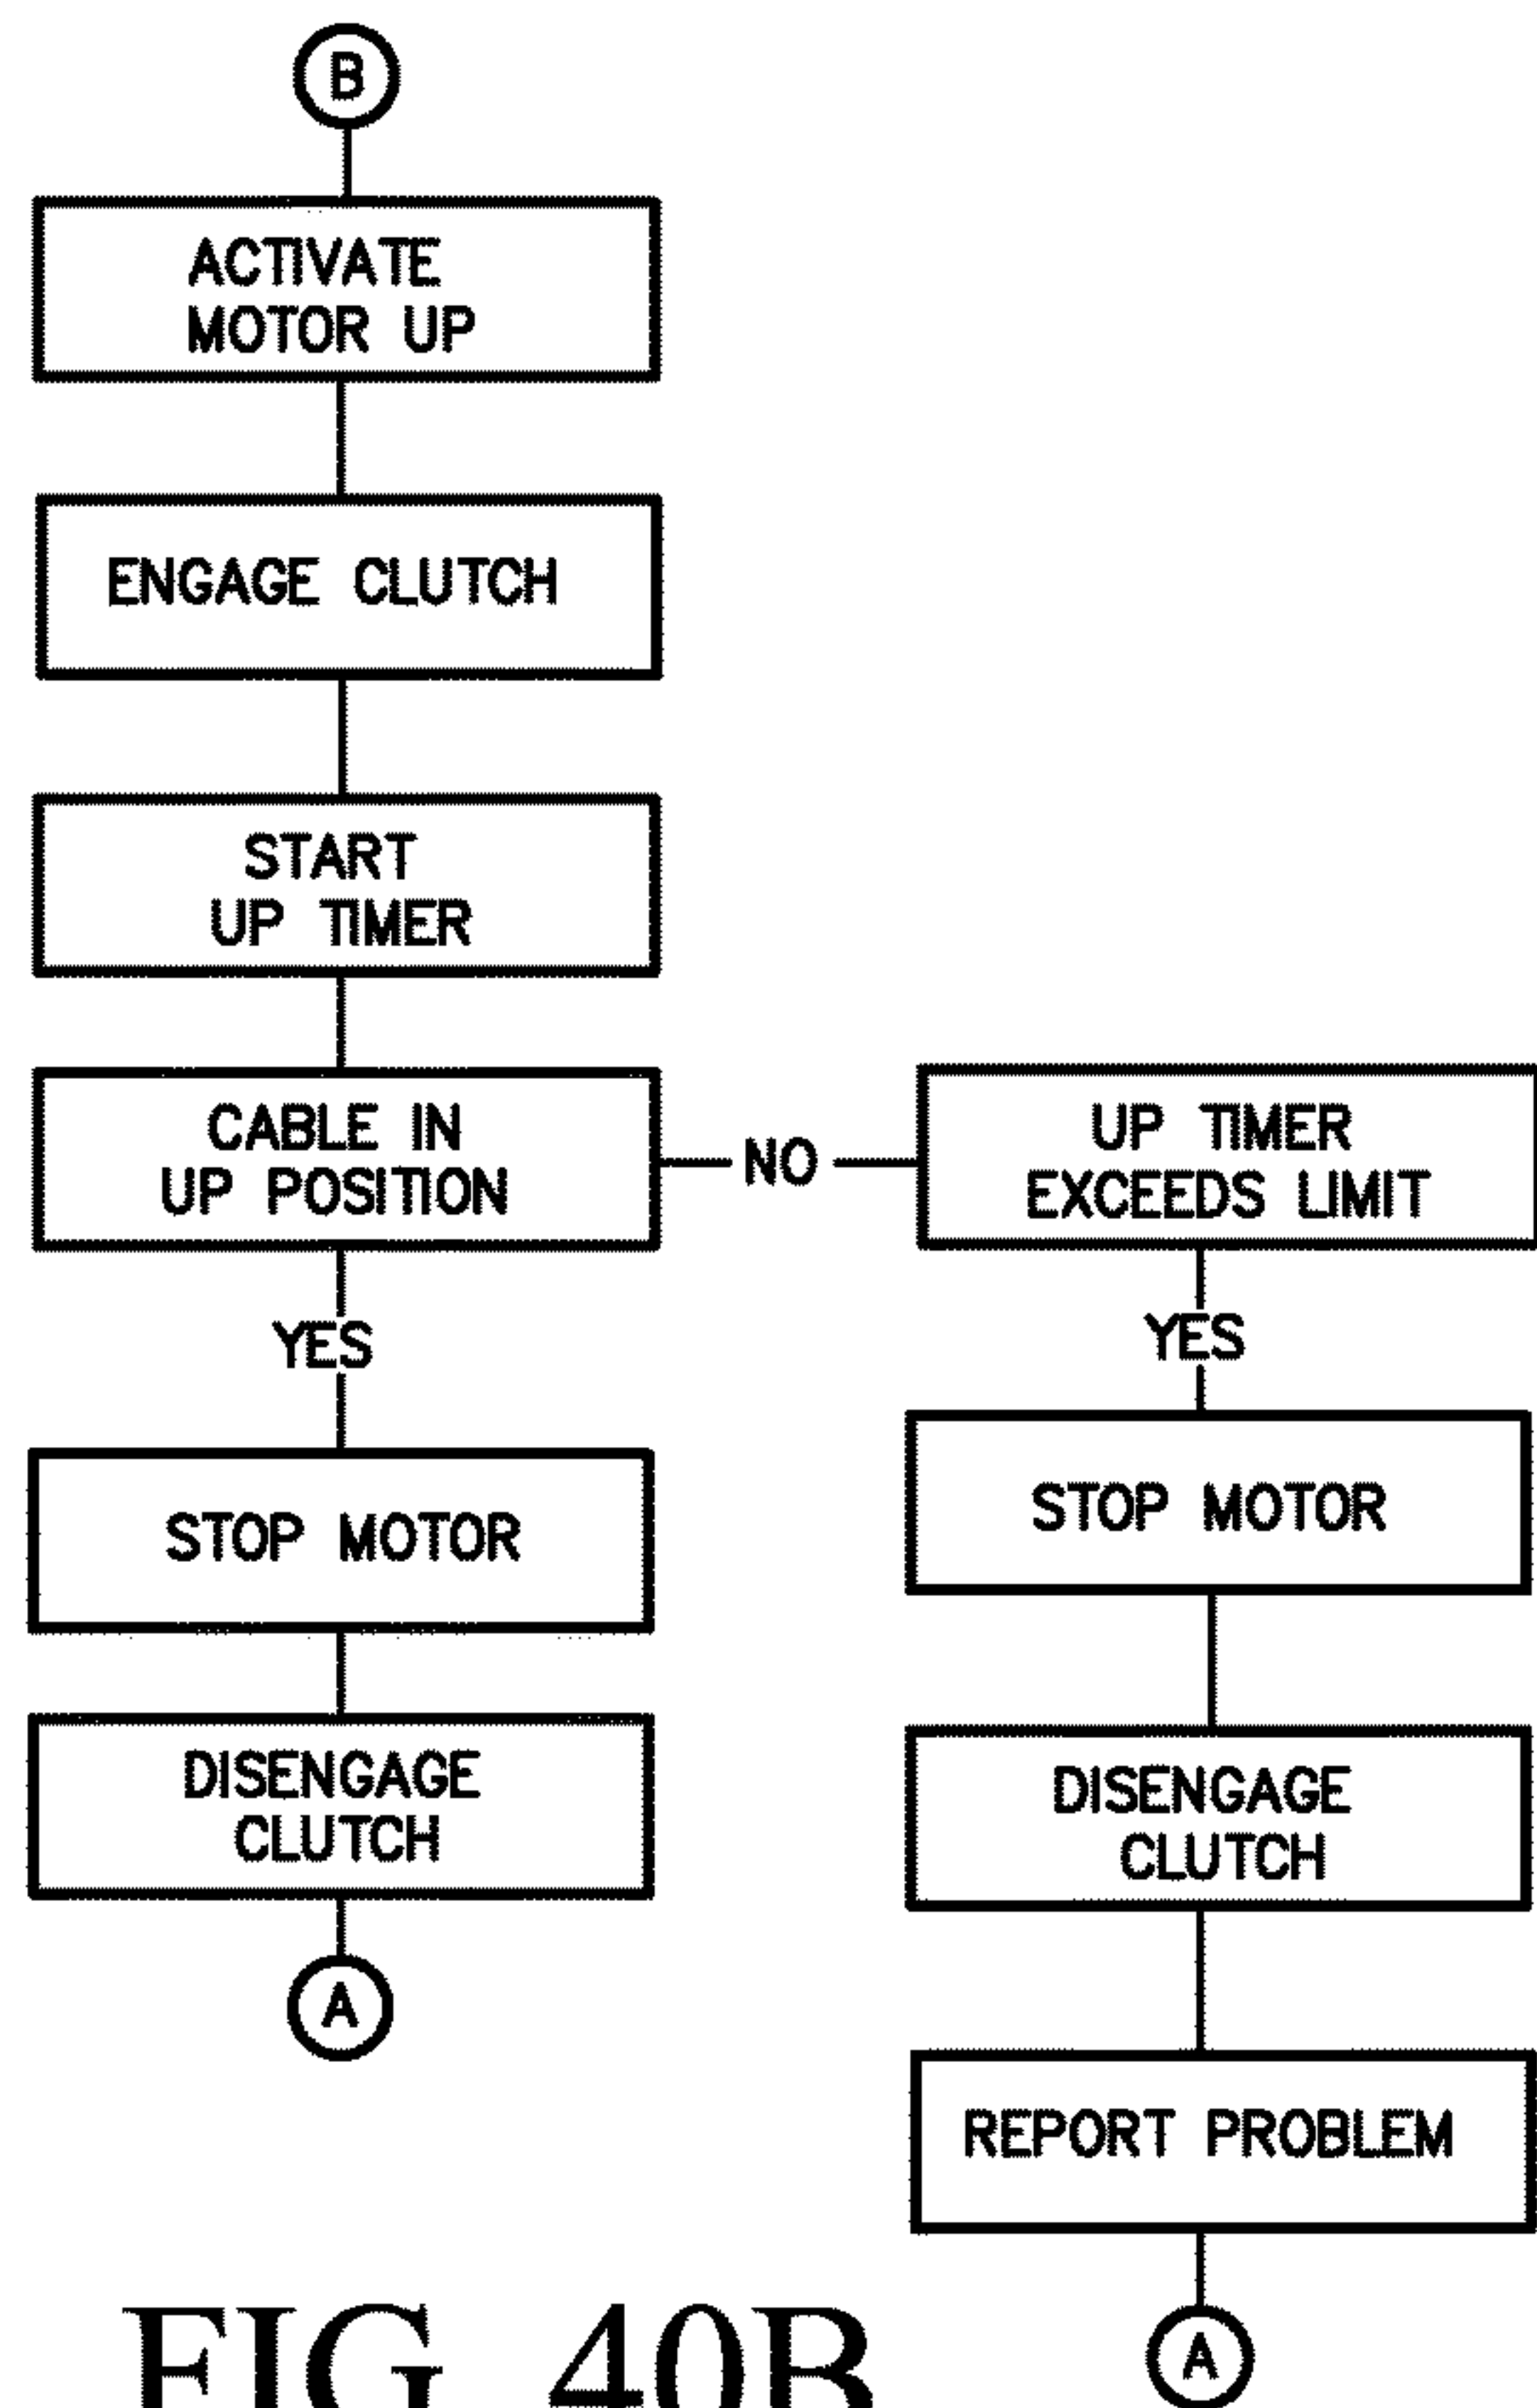 B
ACTIVATE
MOTOR UP
ENGAGE CLUTCH
START
UP TIMER
CABLE IN
UP POSITION
NO
UP TIMER
EXCEEDS LIMIT
YES
STOP MOTOR
DISENGAGE
CLUTCH
A
YES
STOP MOTOR
DISENGAGE
CLUTCH
REPORT PROBLEM
A
FIG 40B